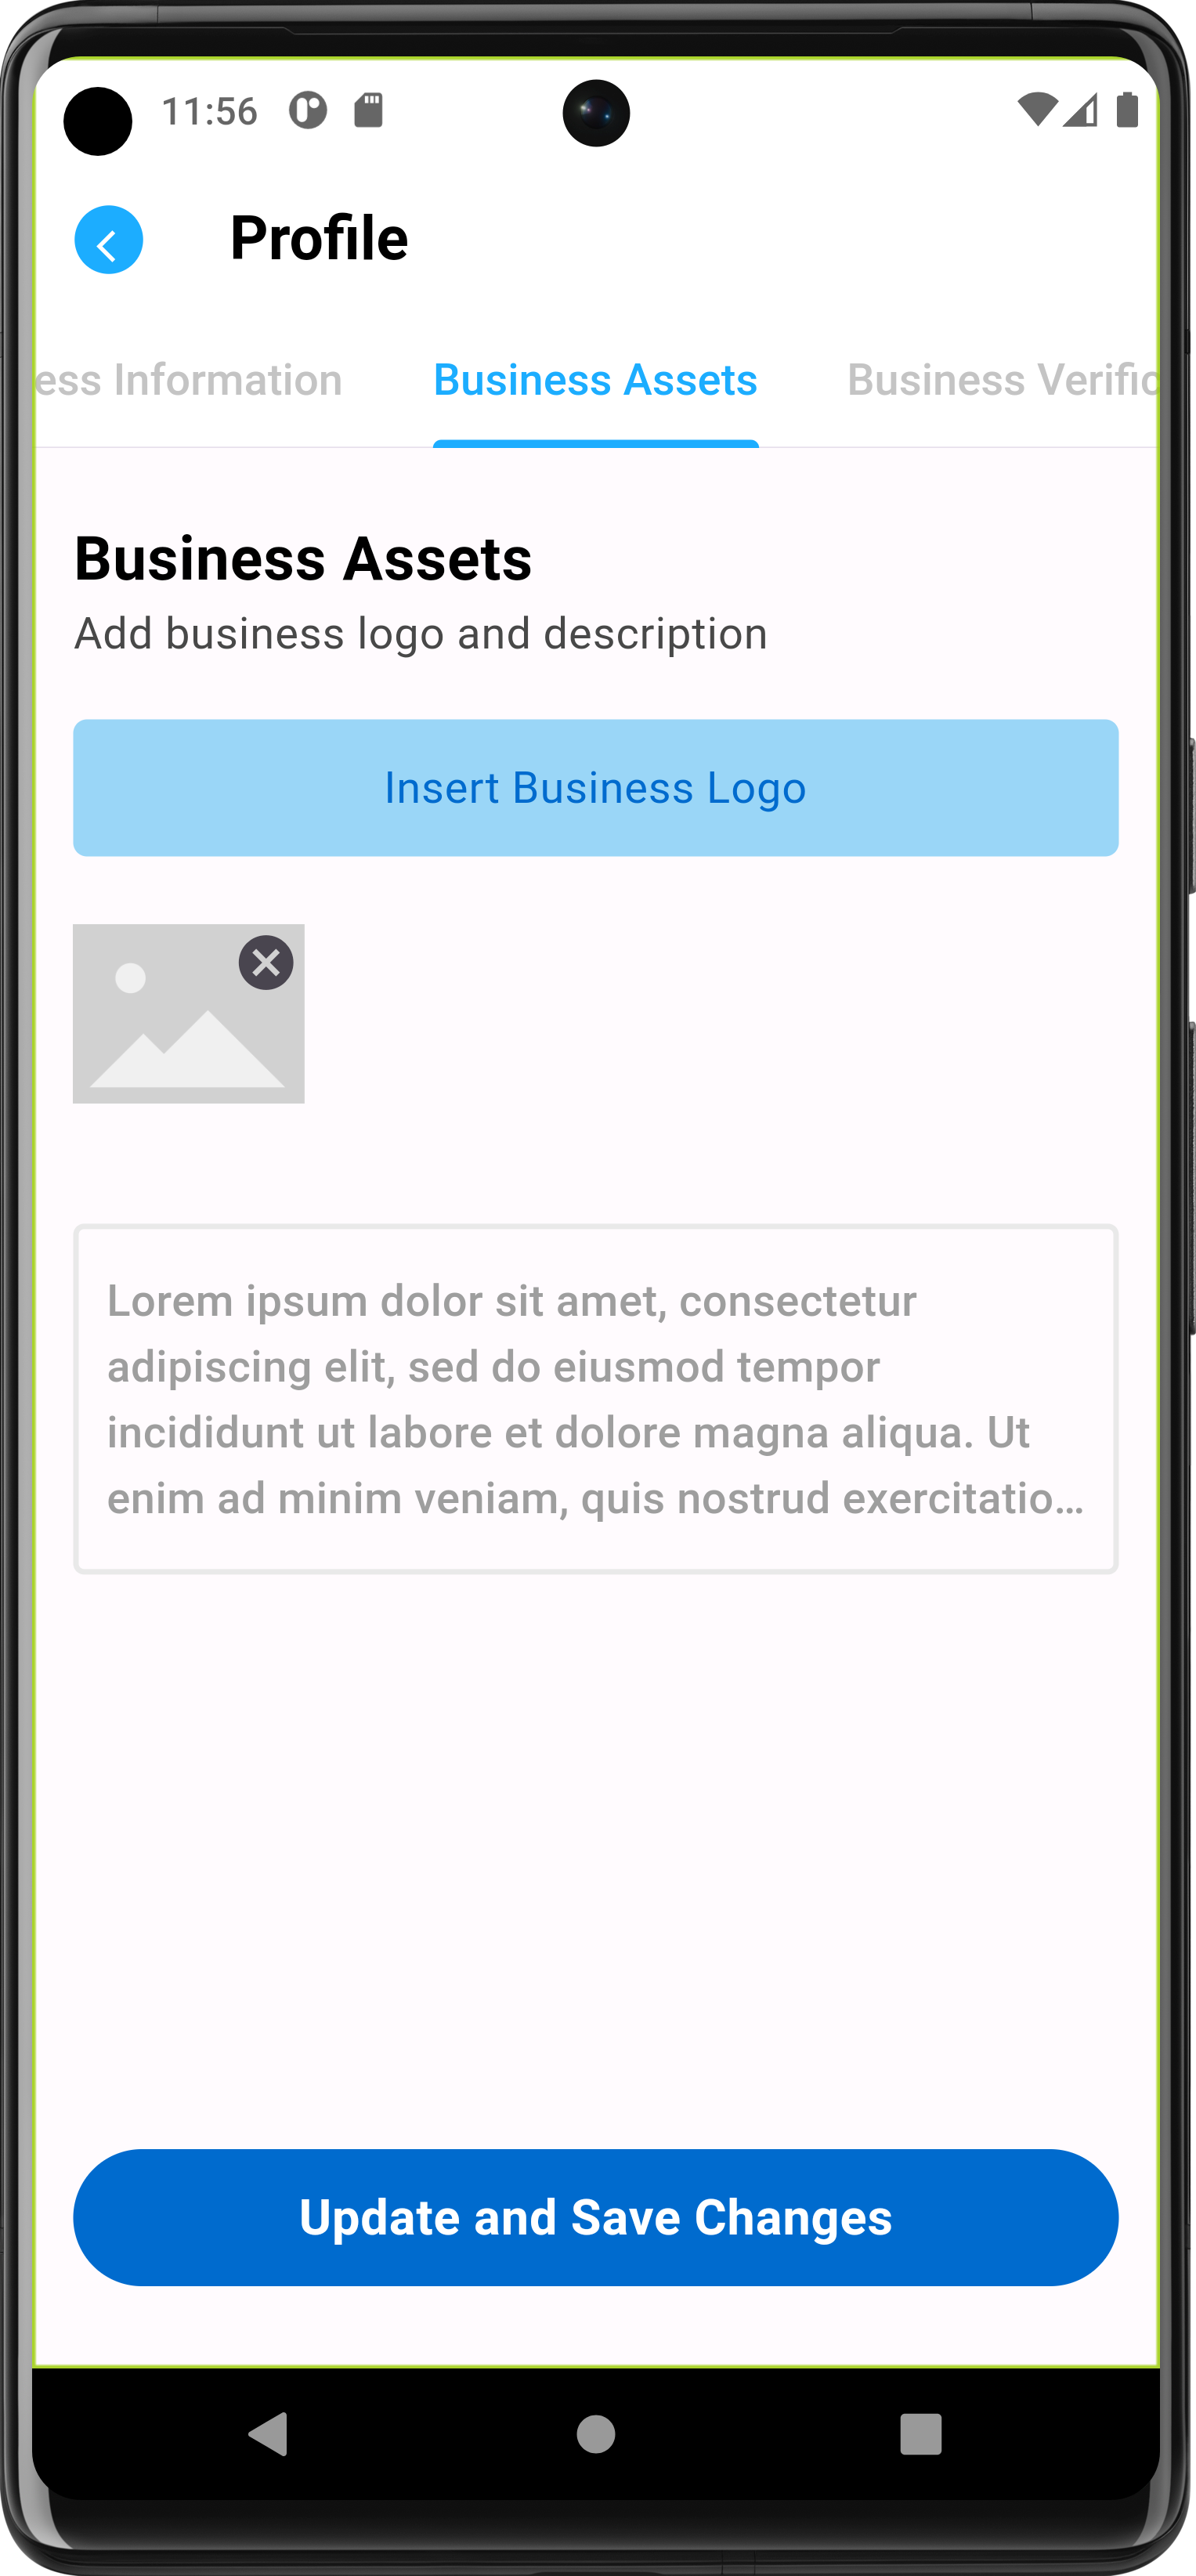 11:56
Profile
ess Information Business Assets Business Verific
Business Assets
Add business logo and description
Insert Business Logo
Lorem ipsum dolor sit amet, consectetur
adipiscing elit, sed do eiusmod tempor
incididunt ut labore et dolore magna aliqua. Ut
enim ad minim veniam, quis nostrud exercitatio...
Update and Save Changes